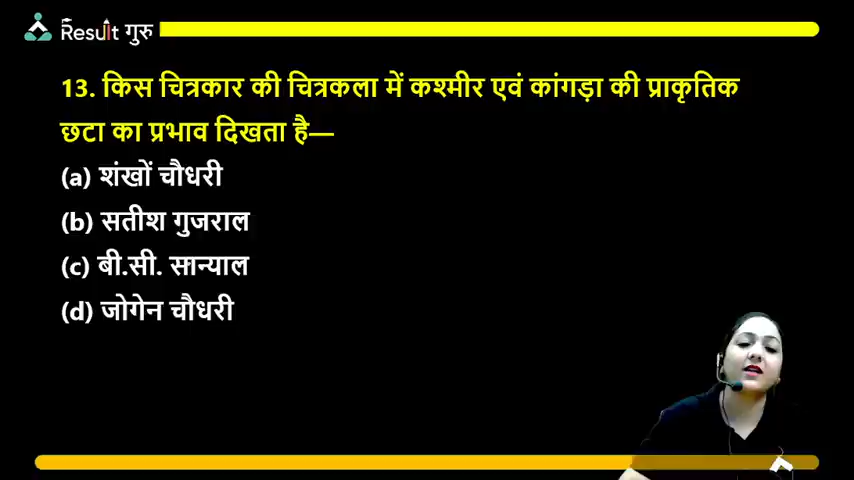 Result गुरु
13. किस चित्रकार की चित्रकला में कश्मीर एवं कांगड़ा की प्राकृतिक
छटा का प्रभाव दिखता है—
(a) शंखों चौधरी
(b) सतीश गुजराल
(c) बी.सी. सान्याल
(d) जोगेन चौधरी